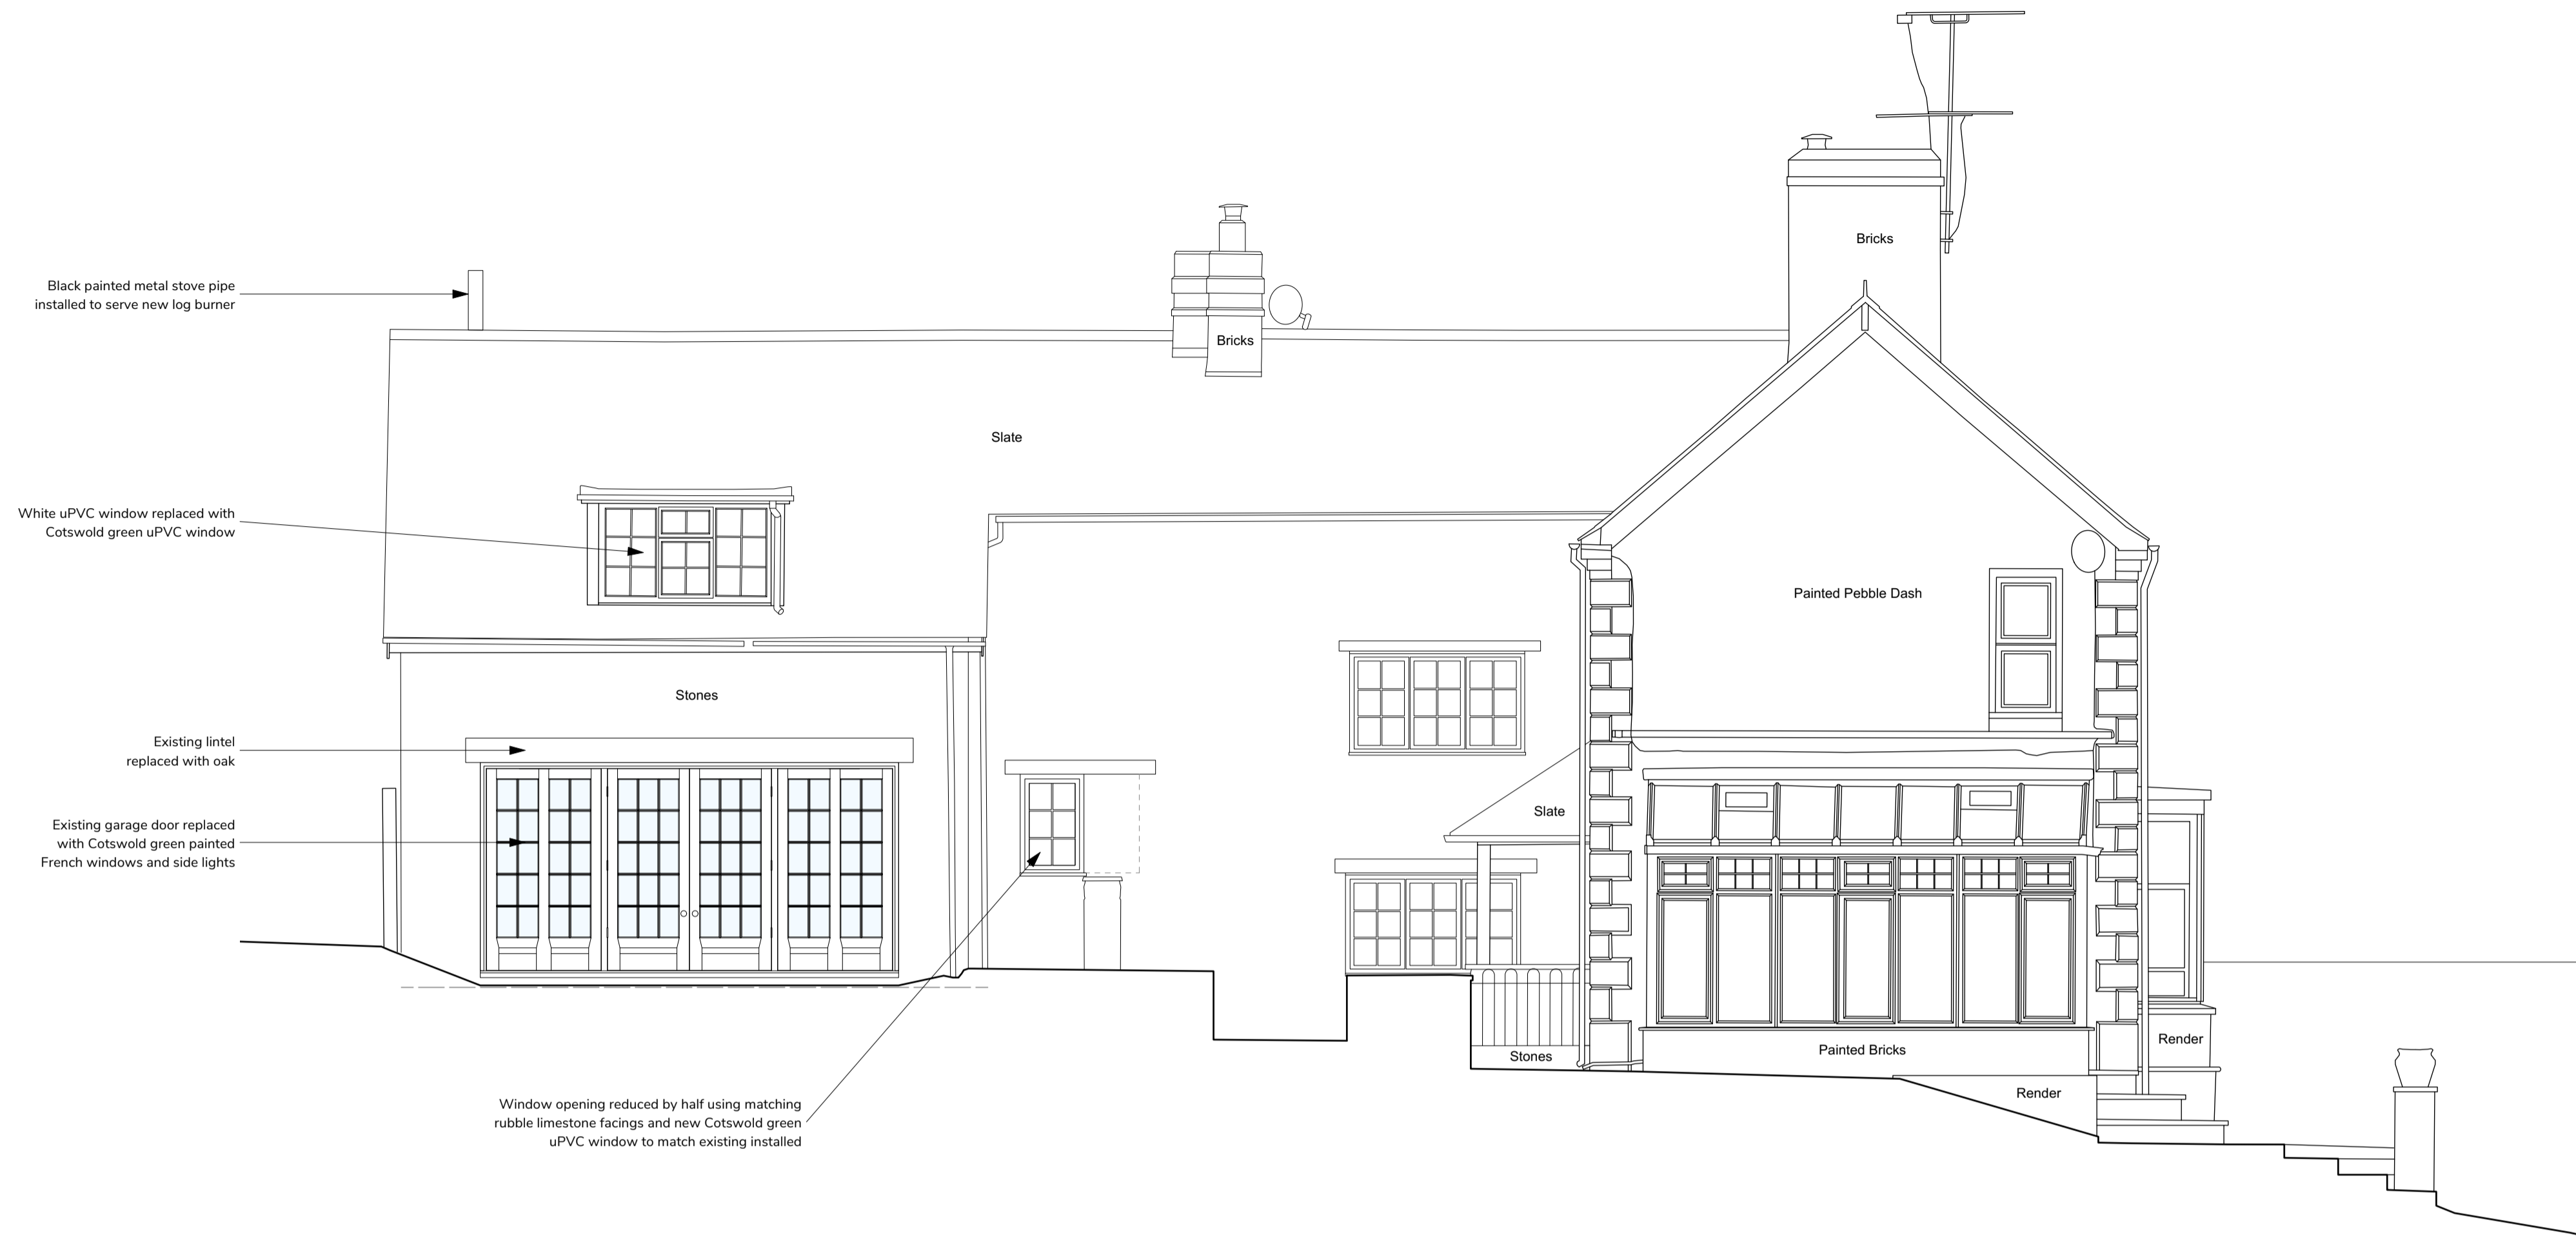 Bricks
Black painted metal stove pipe
installed to serve new log burner
Bricks
Slate
White uPVC window replaced with
Cotswold green uPVC window
Painted Pebble Dash
Stones
Existing lintel
replaced with oak
Slate
Existing garage door replaced
with Cotswold green painted
French windows and side lights
Render
Painted Bricks
Stones
Render
Window opening reduced by half using matching
rubble limestone facings and new Cotswold green
uPVC window to match existing installed